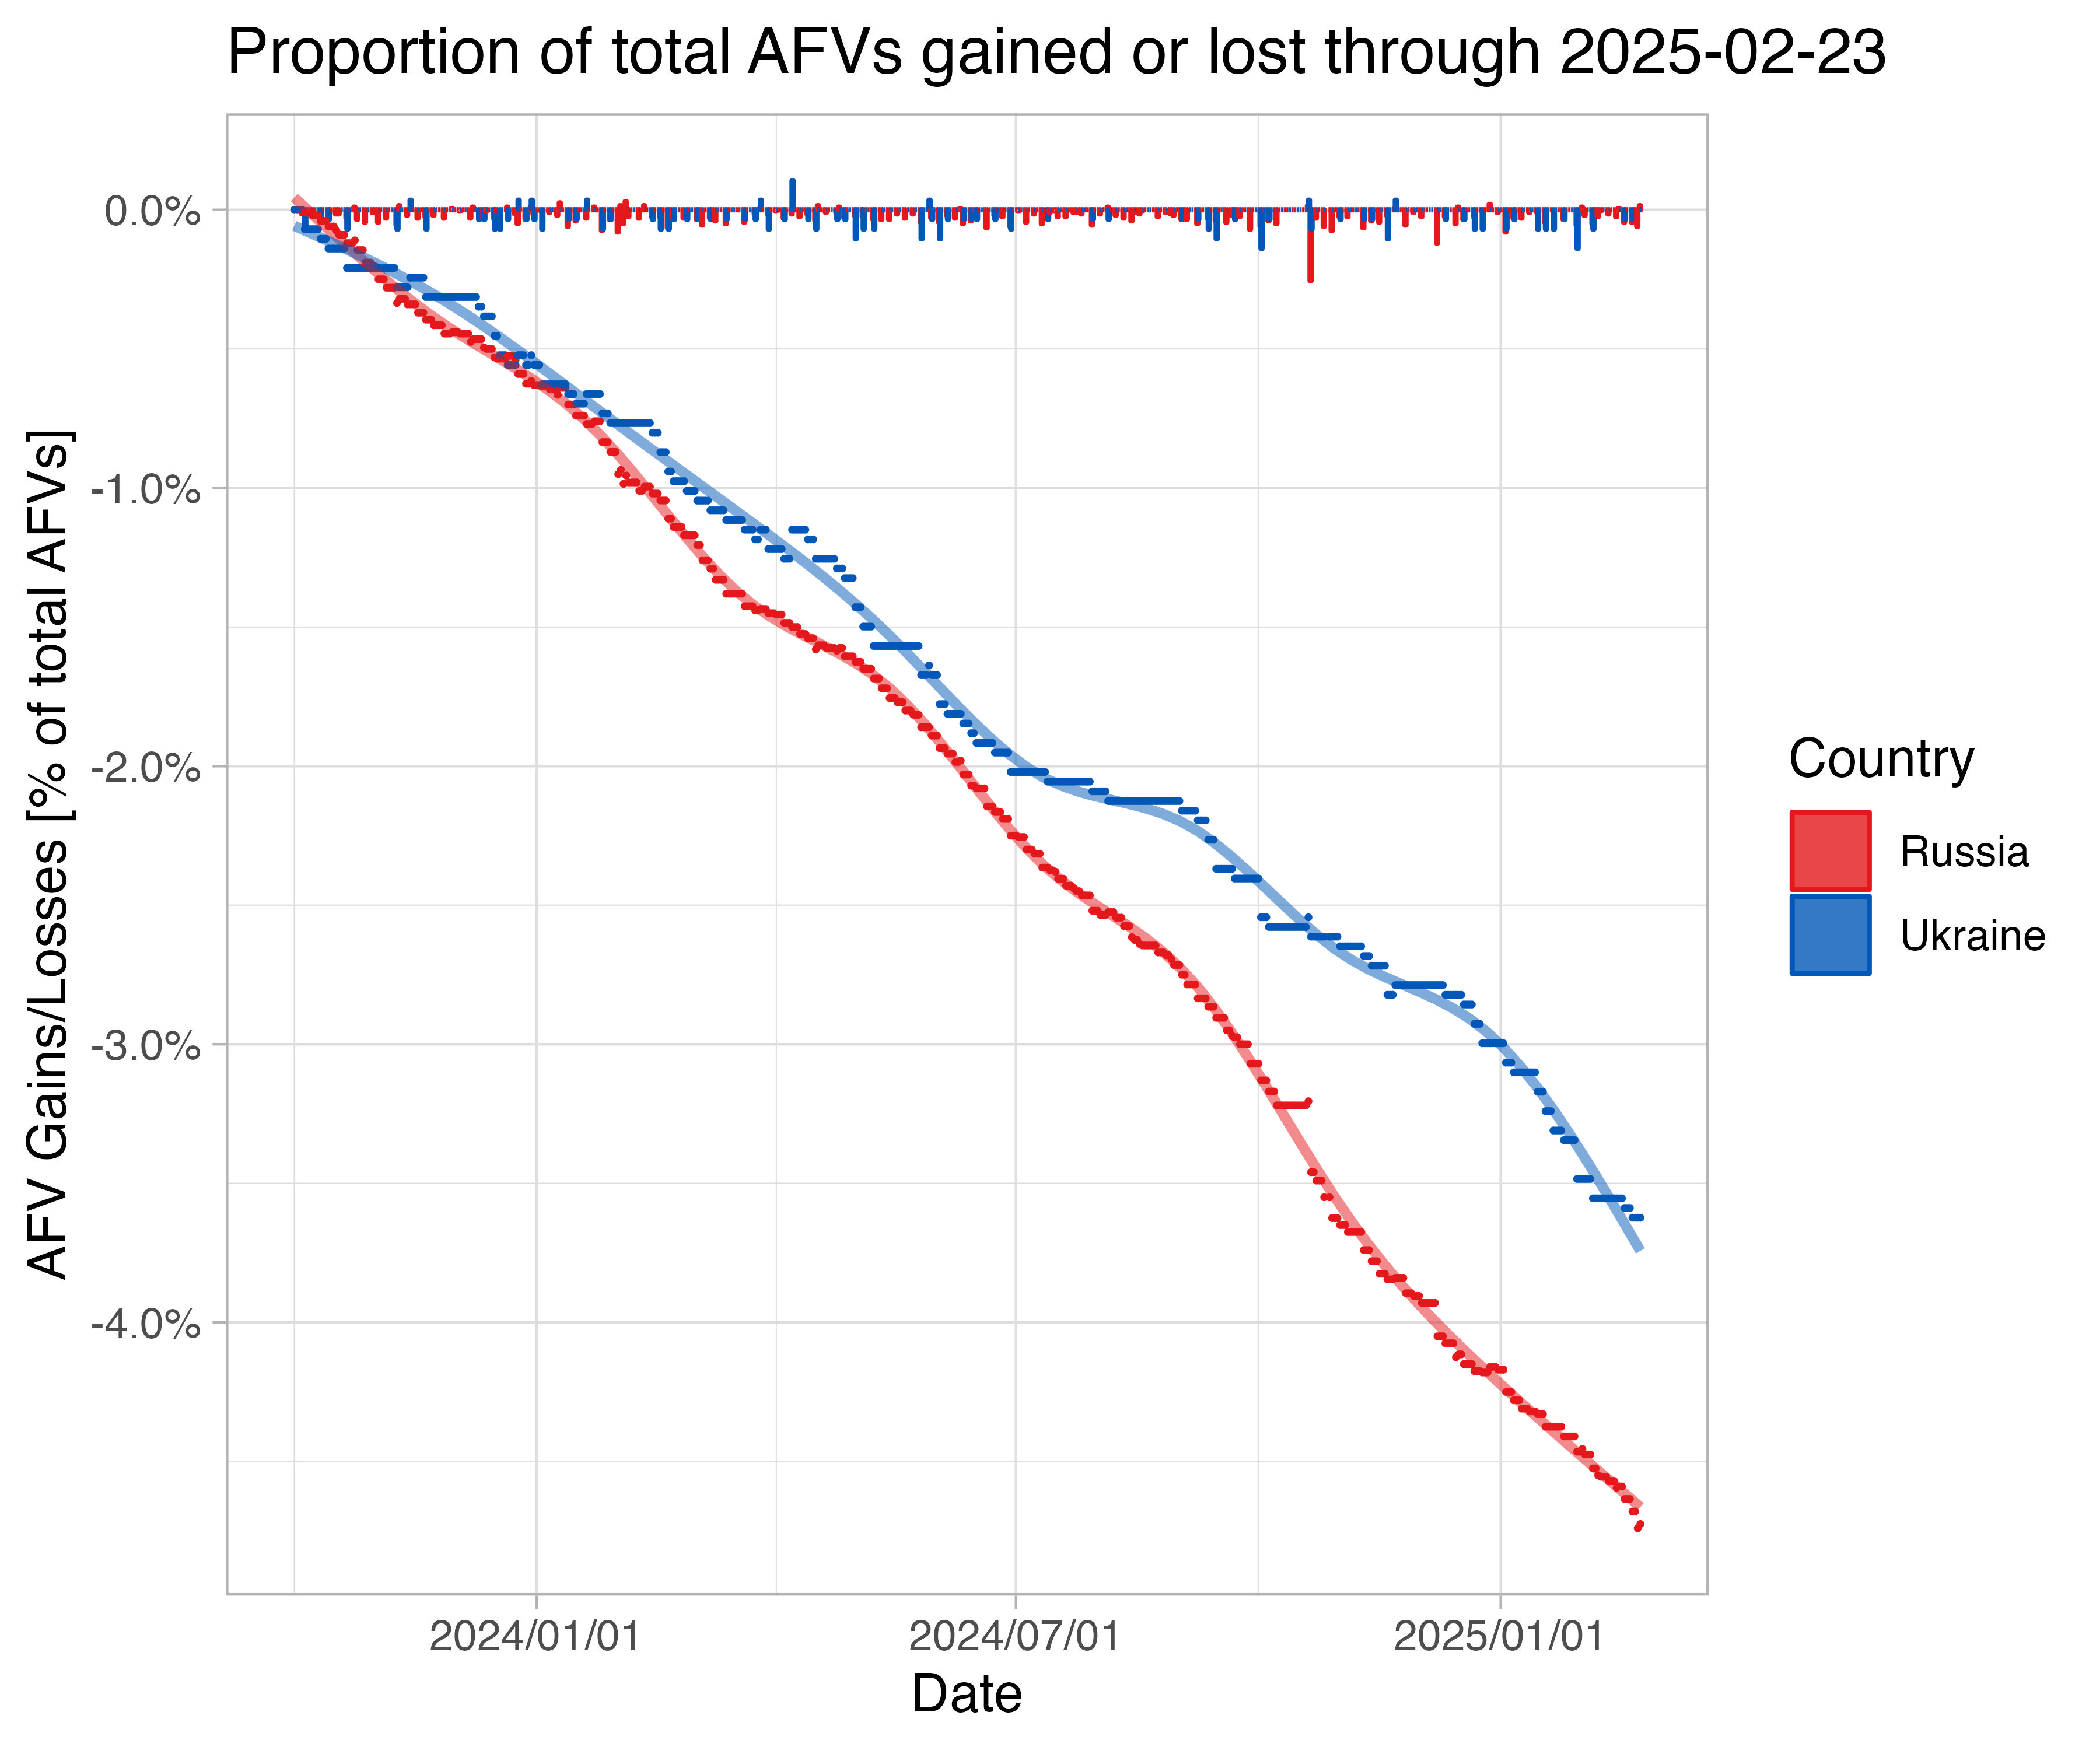 Proportion of total AFVs gained or lost through 2025-02-23
AFV Gains/Losses [% of total AFVs]
0.0%
-1.0%
-2.0%
-3.0%
-4.0%
2024/01/01
2024/07/01
2025/01/01
Date
Country
Russia
Ukraine